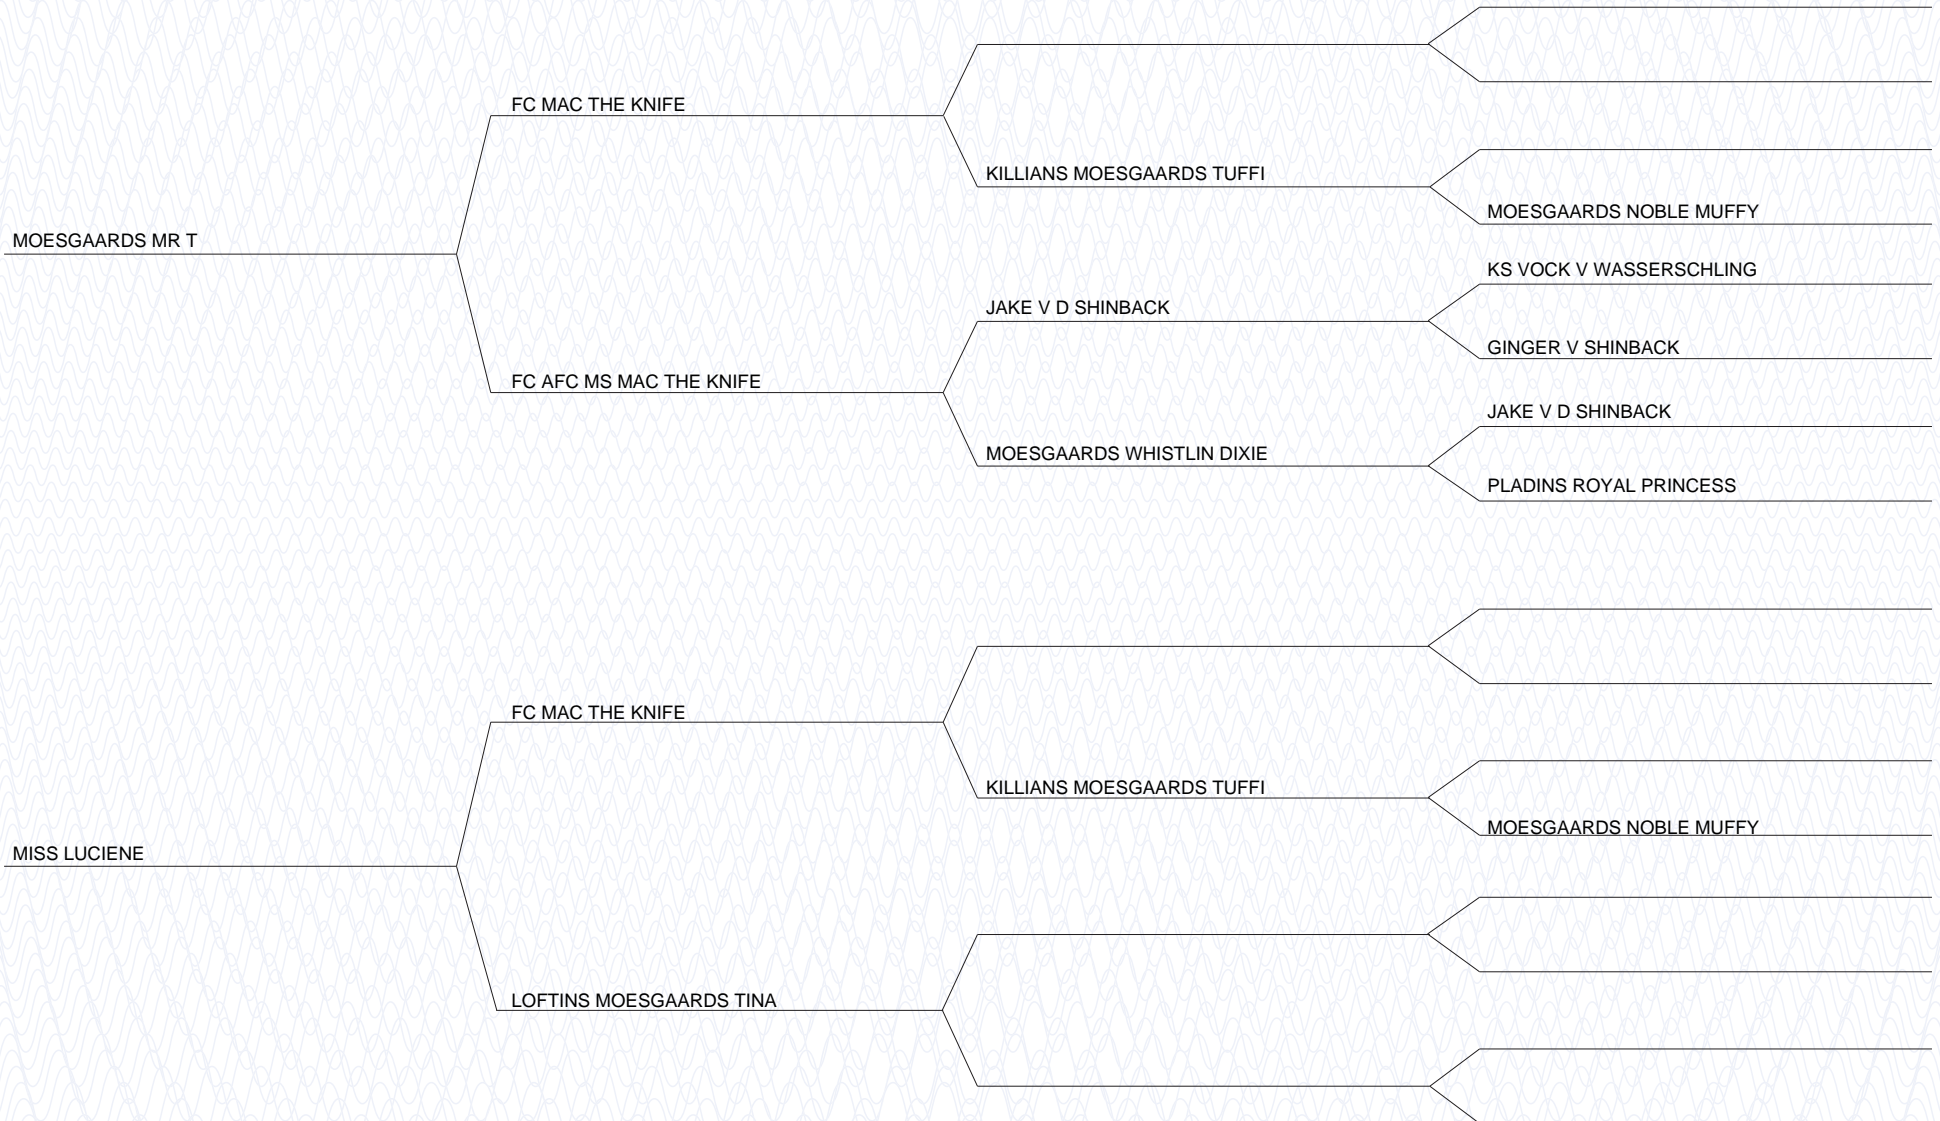 FC MAC THE KNIFE
KILLIANS MOESGAARDS TUFFI
MOESGAARDS NOBLE MUFFY
MOESGAARDS MR T
KS VOCK V WASSERSCHLING
JAKE V D SHINBACK
GINGER V SHINBACK
FC AFC MS MAC THE KNIFE
JAKE V D SHINBACK
MOESGAARDS WHISTLIN DIXIE
PLADINS ROYAL PRINCESS
FC MAC THE KNIFE
KILLIANS MOESGAARDS TUFFI
MOESGAARDS NOBLE MUFFY
MISS LUCIENE
LOFTINS MOESGAARDS TINA